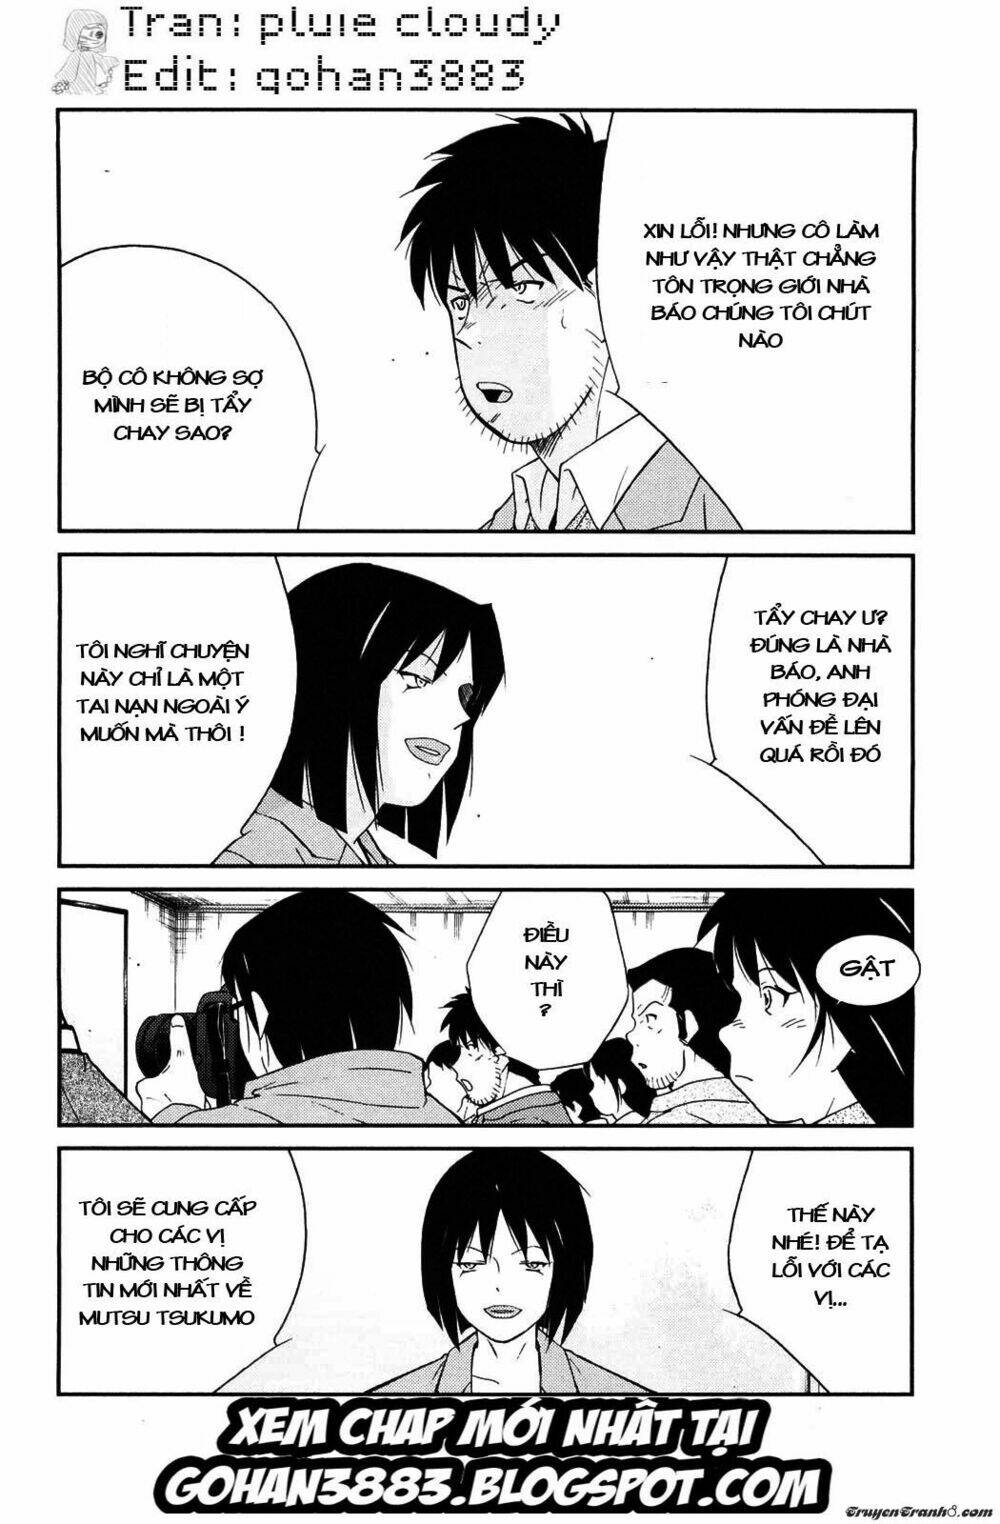 Tran: pluie cloudy
Edit: gohan3883
XIN LỖI! NHƯNG CÔ LÀM
NHƯ VẬY THẬT CHẲNG
TÔN TRỌNG GIỚI NHÀ
BÁO CHÚNG TÔI CHÚT
NÀO
BỘ CÔ KHÔNG SỢ
MÌNH SẼ BỊ TẨY
CHAY SAO?
TẨY CHAY Ư?
ĐÚNG LÀ NHÀ
BÁO, ANH
PHÓNG ĐẠI
VẤN ĐỀ LÊN
QUÁ RỒI ĐÓ
TÔI NGHĨ CHUYỆN
NÀY CHỈ LÀ MỘT
TAI NẠN NGOÀI Ý
MUỐN MÀ THÔI !
GẬT
ĐIỀU
NÀY
THÌ
?
THẾ NÀY
NHÉ! ĐỂ TẠ
LỖI VỚI CÁC
VỊ...
TÔI SẼ CUNG CẤP
CHO CÁC VỊ
NHỮNG THÔNG
TIN MỚI NHẤT VỀ
MUTSU TSUKUMO
XEM CHAP MỚI NHẤT TẠI
GOHAN3883.BLOGSPOT.COM
TruyenTranh8.com